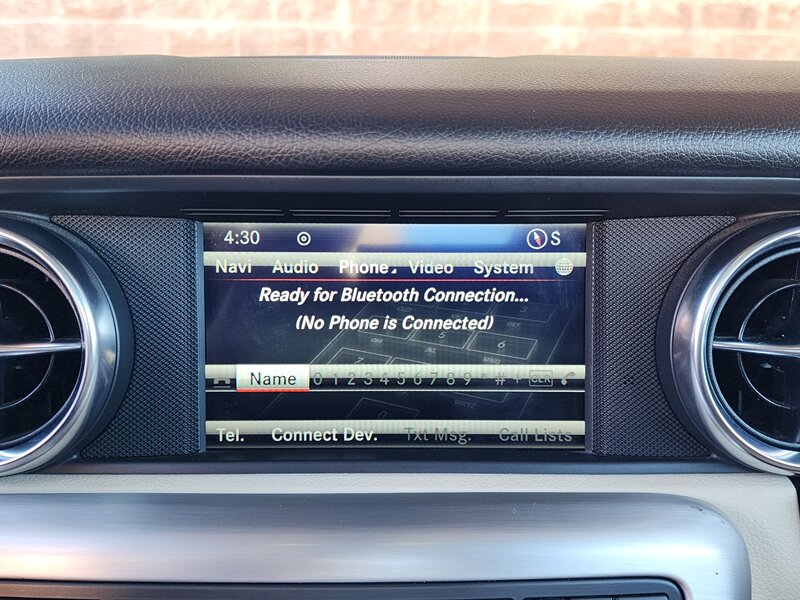 4:30 S
Navi Audio Phone Video System
Ready for Bluetooth Connection...
(No Phone is Connected)
Name 0 1 2 3 4 5 6 7 8 9 * # + CLR
Tel. Connect Dev. Txt Msg. Call Lists